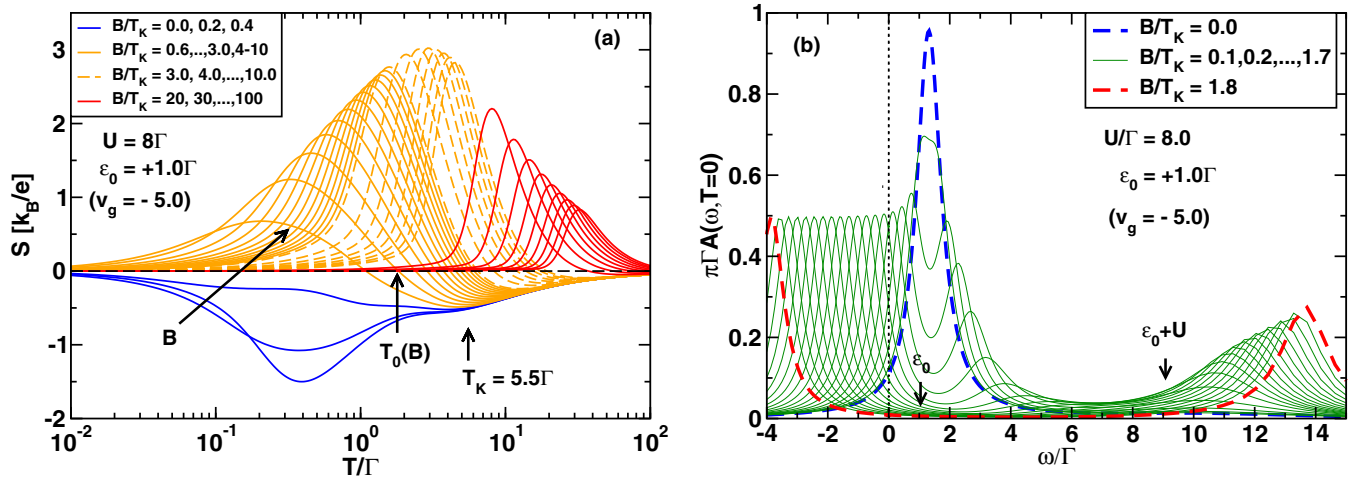 (a)
B/T_K = 0.0, 0.2, 0.4
B/T_K = 0.6,..,3.0,4-10
B/T_K = 3.0, 4.0,...,10.0
B/T_K = 20, 30,...,100
U = 8Γ
ε_0 = +1.0Γ
(v_g = - 5.0)
B
T_0(B)
T_K = 5.5Γ
S [k_B/e]
3
2
1
0
-1
-2
10^-2
10^-1
10^0
10^1
10^2
T/Γ
(b)
B/T_K = 0.0
B/T_K = 0.1,0.2,...,1.7
B/T_K = 1.8
U/Γ = 8.0
ε_0 = +1.0Γ
(v_g = - 5.0)
ε_0
ε_0+U
πΓA(ω,T=0)
1
0.8
0.6
0.4
0.2
0
-4
-2
0
2
4
6
8
10
12
14
ω/Γ